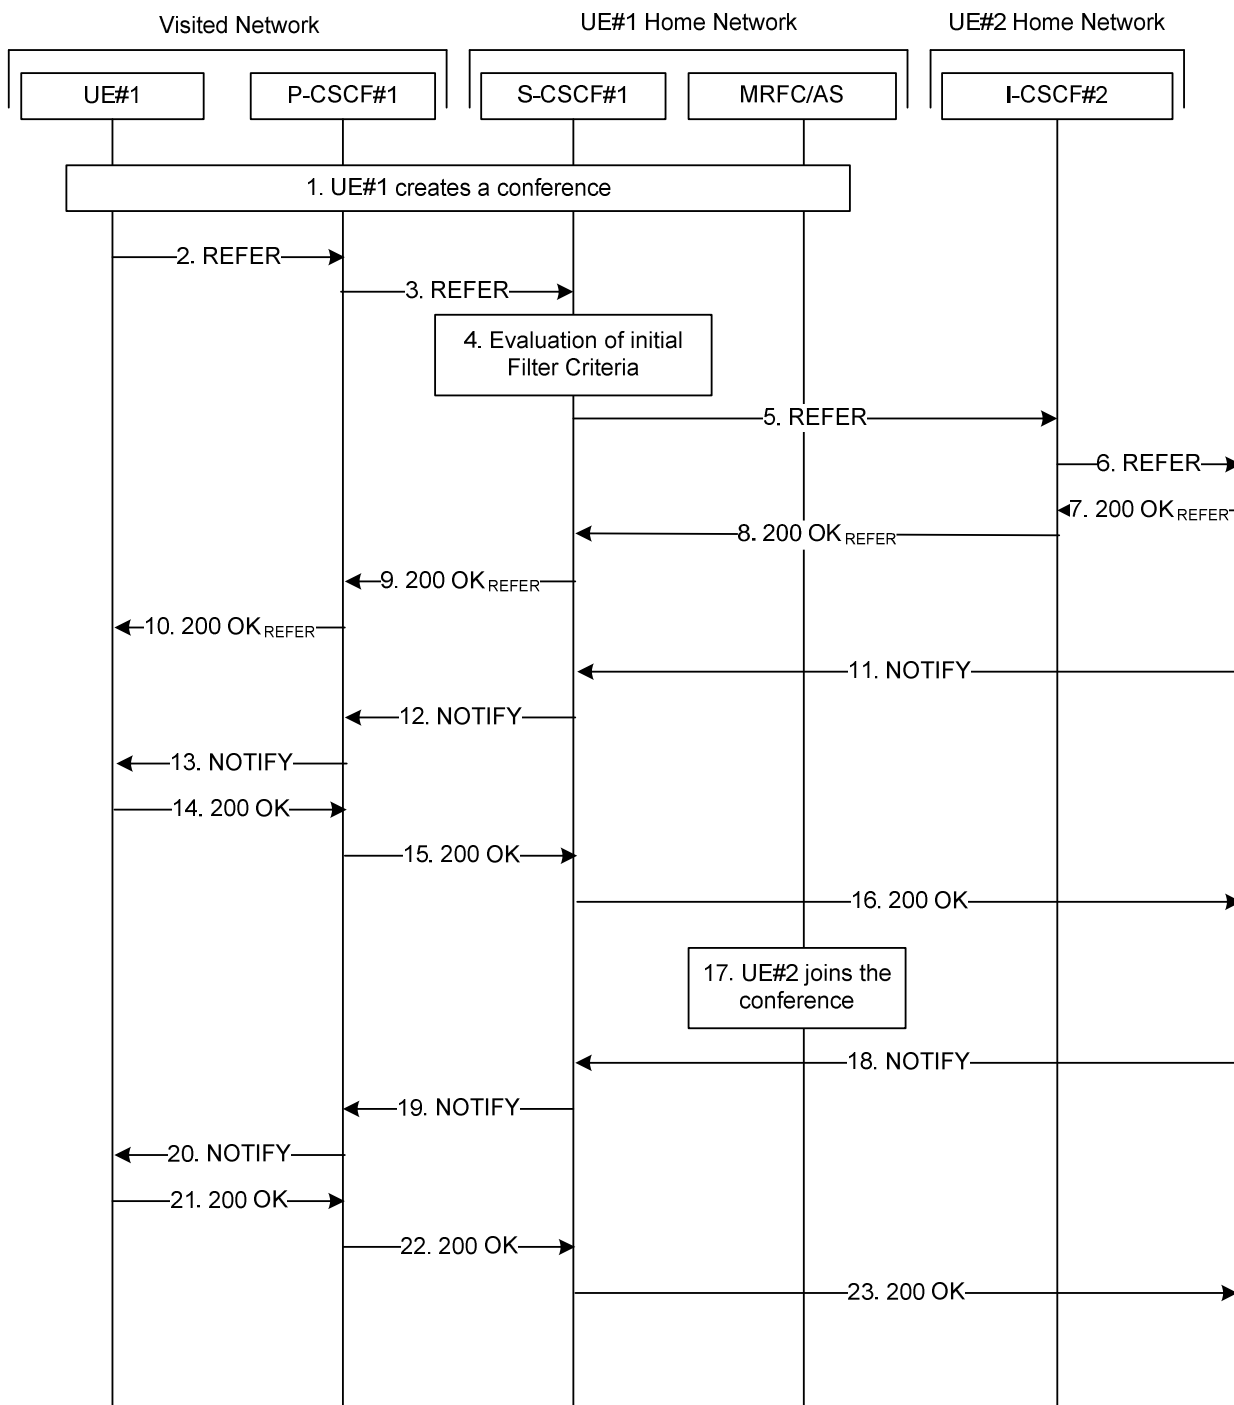 Visited Network
UE#1 Home Network
UE#2 Home Network
UE#1
P-CSCF#1
S-CSCF#1
MRFC/AS
I-CSCF#2
1. UE#1 creates a conference
2. REFER
3. REFER
4. Evaluation of initial
Filter Criteria
5. REFER
6. REFER
7. 200 OK REFER
8. 200 OK REFER
9. 200 OK REFER
10. 200 OK REFER
11. NOTIFY
12. NOTIFY
13. NOTIFY
14. 200 OK
15. 200 OK
16. 200 OK
17. UE#2 joins the
conference
18. NOTIFY
19. NOTIFY
20. NOTIFY
21. 200 OK
22. 200 OK
23. 200 OK